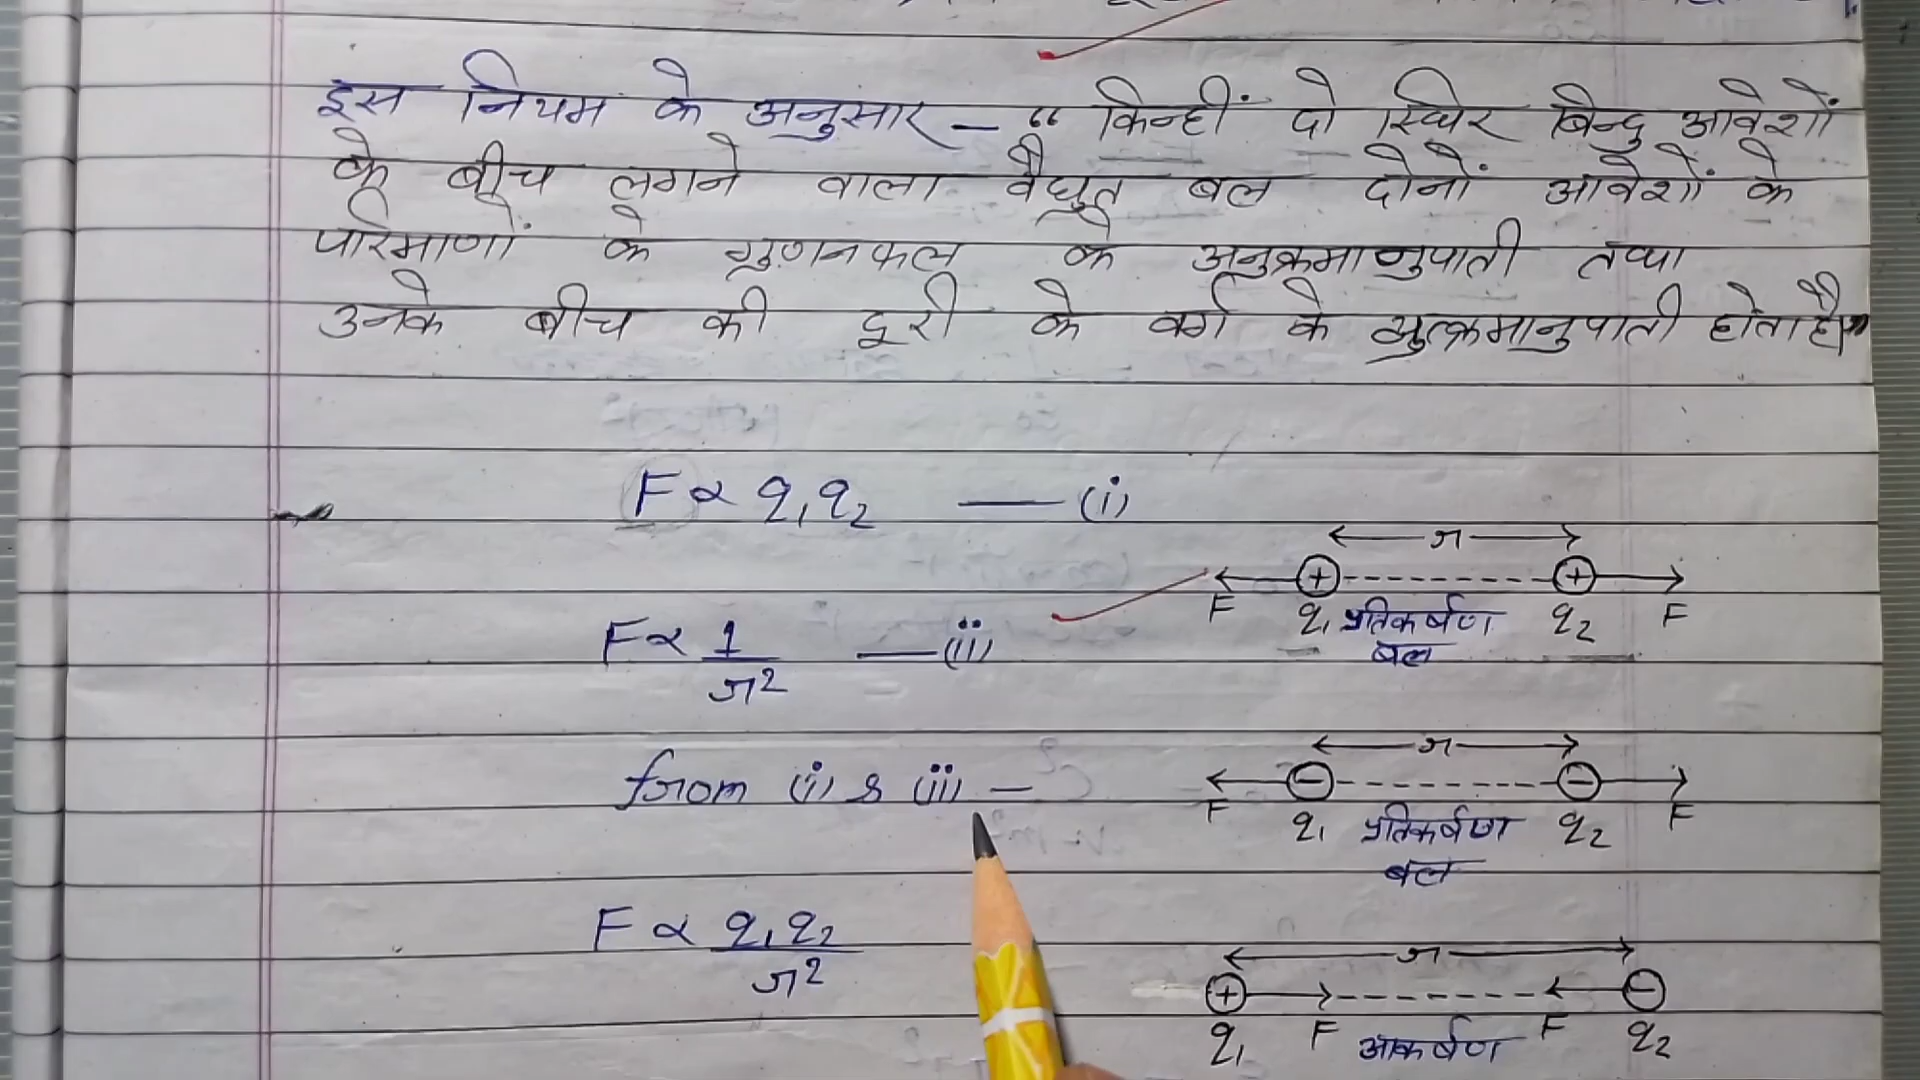 इस नियम के अनुसार – “ किन्हीं दो स्थिर बिन्दु आवेशों
के बीच लगने वाला वैद्युत बल दोनों आवेशों के
परिमाणों के गुणनफल के अनुक्रमानुपाती तथा
उनके बीच की दूरी के वर्ग के व्युत्क्रमानुपाती होता है।”
F ∝ q₁q₂ — (i)
r
+ +
F q₁ प्रतिकर्षण q₂ F
बल
F ∝ 1/r² — (ii)
from (i) & (ii) –
r
− −
F q₁ प्रतिकर्षण q₂ F
बल
F ∝ q₁q₂/r²
r
+ −
q₁ F आकर्षण F q₂